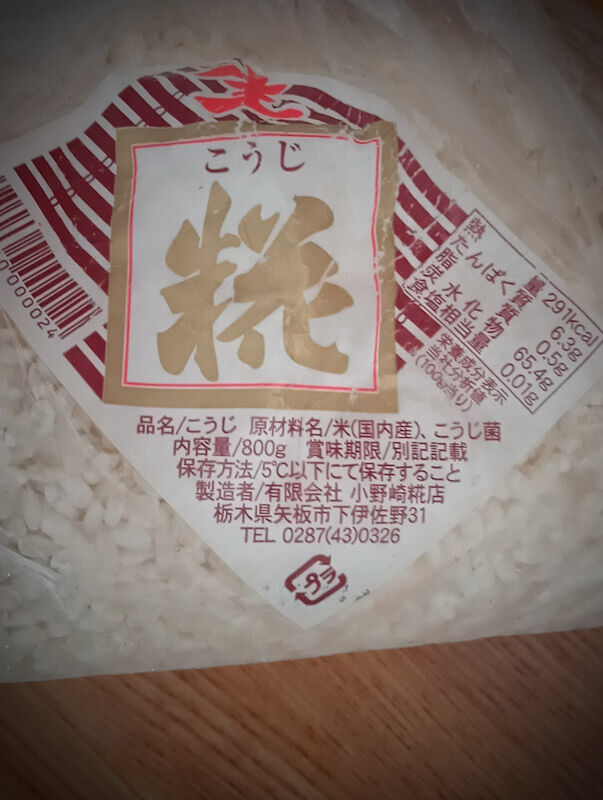 こうじ
糀
熱量 291kcal
たんぱく質 6.3g
脂質 0.5g
炭水化物 65.4g
食塩相当量 0.01g
栄養成分表示
当社分析値
(100g当り)
000024
品名/こうじ 原材料名/米(国内産)、こうじ菌
内容量/800g 賞味期限/別記記載
保存方法/5℃以下にて保存すること
製造者/有限会社 小野崎糀店
栃木県矢板市下伊佐野31
TEL 0287(43)0326
プラ